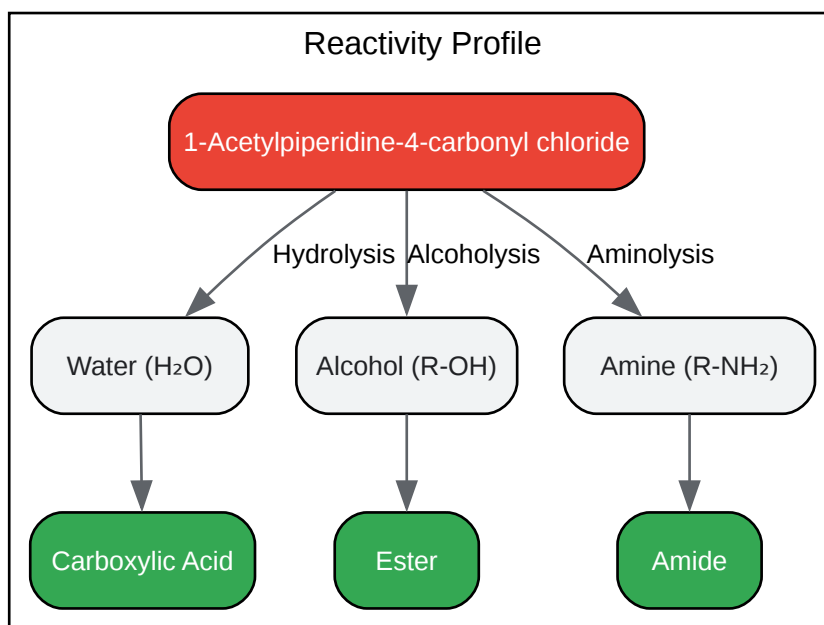 Reactivity Profile
1-Acetylpiperidine-4-carbonyl chloride
Hydrolysis
Alcoholysis
Aminolysis
Water (H₂O)
Alcohol (R-OH)
Amine (R-NH₂)
Carboxylic Acid
Ester
Amide